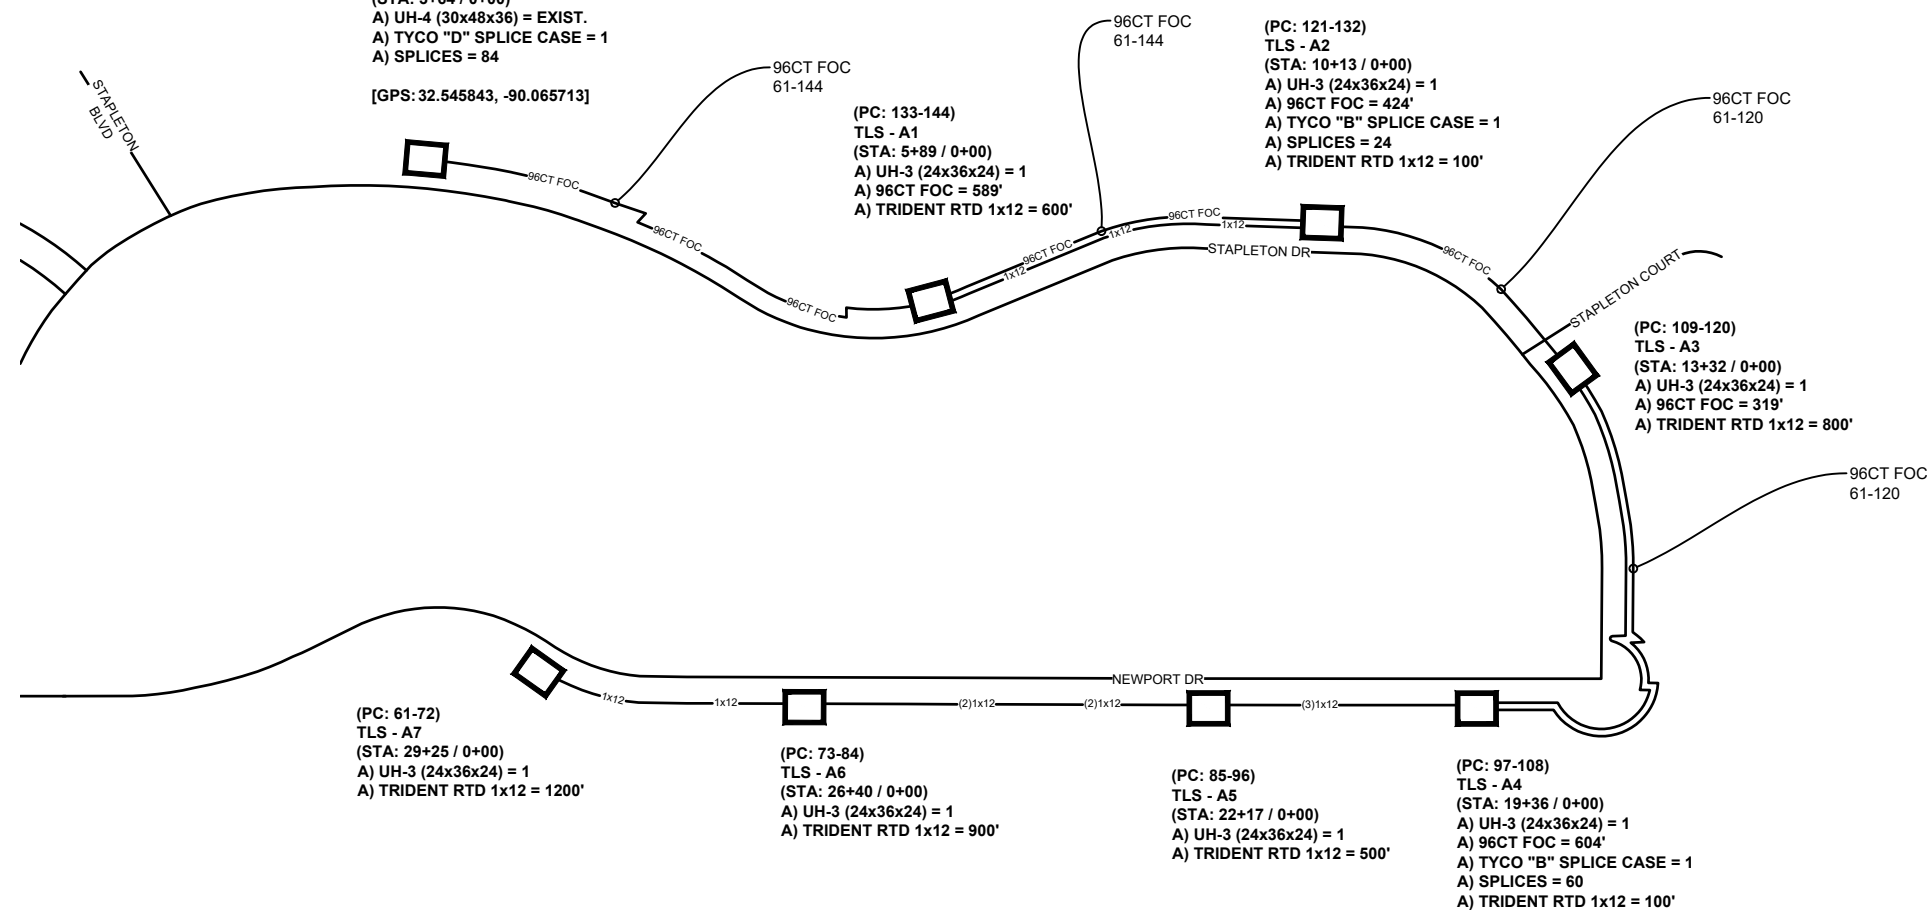 A) UH-4 (30x48x36) = EXIST.
A) TYCO "D" SPLICE CASE = 1
A) SPLICES = 84
[GPS: 32.545843, -90.065713]
STAPLETON
BLVD
96CT FOC
61-144
96CT FOC
61-144
(PC: 133-144)
TLS - A1
(STA: 5+89 / 0+00)
A) UH-3 (24x36x24) = 1
A) 96CT FOC = 589'
A) TRIDENT RTD 1x12 = 600'
(PC: 121-132)
TLS - A2
(STA: 10+13 / 0+00)
A) UH-3 (24x36x24) = 1
A) 96CT FOC = 424'
A) TYCO "B" SPLICE CASE = 1
A) SPLICES = 24
A) TRIDENT RTD 1x12 = 100'
96CT FOC
61-120
96CT FOC
96CT FOC
96CT FOC
96CT FOC
1x12
96CT FOC
1x12
1x12
STAPLETON DR
96CT FOC
STAPLETON COURT
(PC: 109-120)
TLS - A3
(STA: 13+32 / 0+00)
A) UH-3 (24x36x24) = 1
A) 96CT FOC = 319'
A) TRIDENT RTD 1x12 = 800'
96CT FOC
61-120
NEWPORT DR
1x12
1x12
(2)1x12
(2)1x12
(3)1x12
(PC: 61-72)
TLS - A7
(STA: 29+25 / 0+00)
A) UH-3 (24x36x24) = 1
A) TRIDENT RTD 1x12 = 1200'
(PC: 73-84)
TLS - A6
(STA: 26+40 / 0+00)
A) UH-3 (24x36x24) = 1
A) TRIDENT RTD 1x12 = 900'
(PC: 85-96)
TLS - A5
(STA: 22+17 / 0+00)
A) UH-3 (24x36x24) = 1
A) TRIDENT RTD 1x12 = 500'
(PC: 97-108)
TLS - A4
(STA: 19+36 / 0+00)
A) UH-3 (24x36x24) = 1
A) 96CT FOC = 604'
A) TYCO "B" SPLICE CASE = 1
A) SPLICES = 60
A) TRIDENT RTD 1x12 = 100'